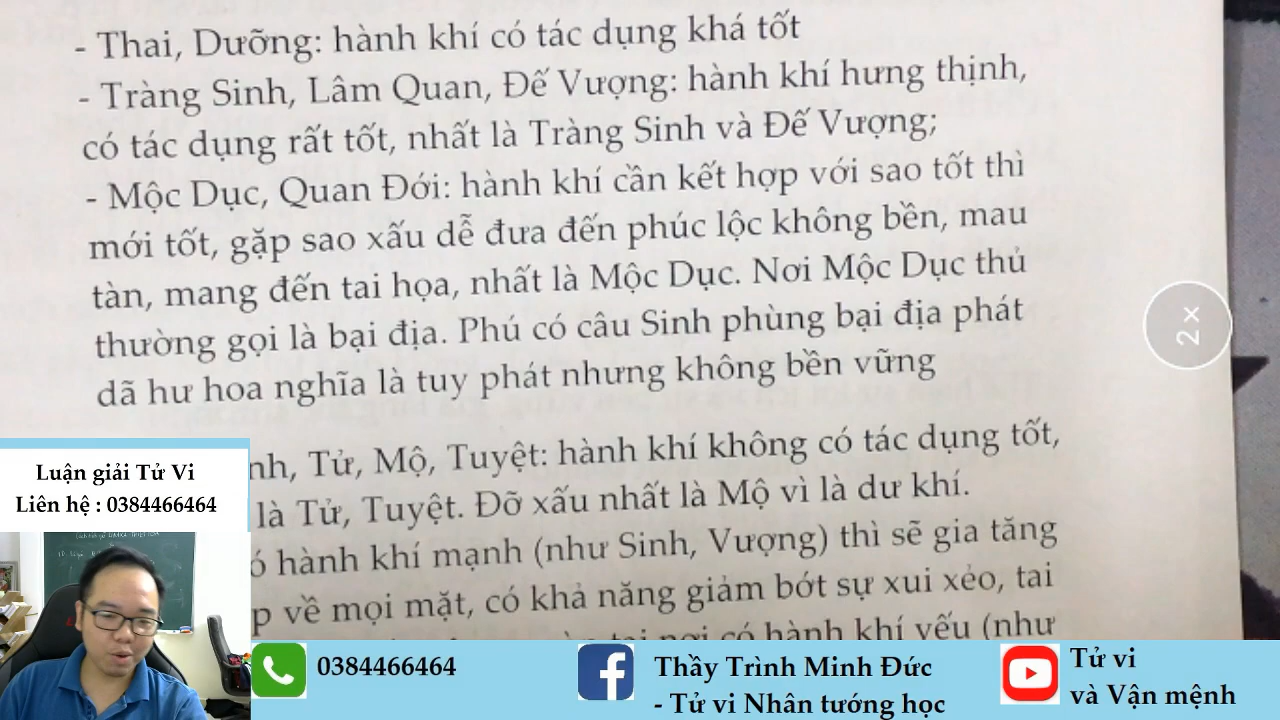 - Thai, Dưỡng: hành khí có tác dụng khá tốt
- Tràng Sinh, Lâm Quan, Đế Vượng: hành khí hưng thịnh,
có tác dụng rất tốt, nhất là Tràng Sinh và Đế Vượng;
- Mộc Dục, Quan Đới: hành khí cần kết hợp với sao tốt thì
mới tốt, gặp sao xấu dễ đưa đến phúc lộc không bền, mau
tàn, mang đến tai họa, nhất là Mộc Dục. Nơi Mộc Dục thủ
thường gọi là bại địa. Phú có câu Sinh phùng bại địa phát
dã hư hoa nghĩa là tuy phát nhưng không bền vững
nh, Tử, Mộ, Tuyệt: hành khí không có tác dụng tốt,
là Tử, Tuyệt. Đỡ xấu nhất là Mộ vì là dư khí.
ó hành khí mạnh (như Sinh, Vượng) thì sẽ gia tăng
p về mọi mặt, có khả năng giảm bớt sự xui xẻo, tai
nơi có hành khí yếu (như
2 ×
Luận giải Tử Vi
Liên hệ : 0384466464
0384466464
Thầy Trình Minh Đức
- Tử vi Nhân tướng học
Tử vi
và Vận mệnh